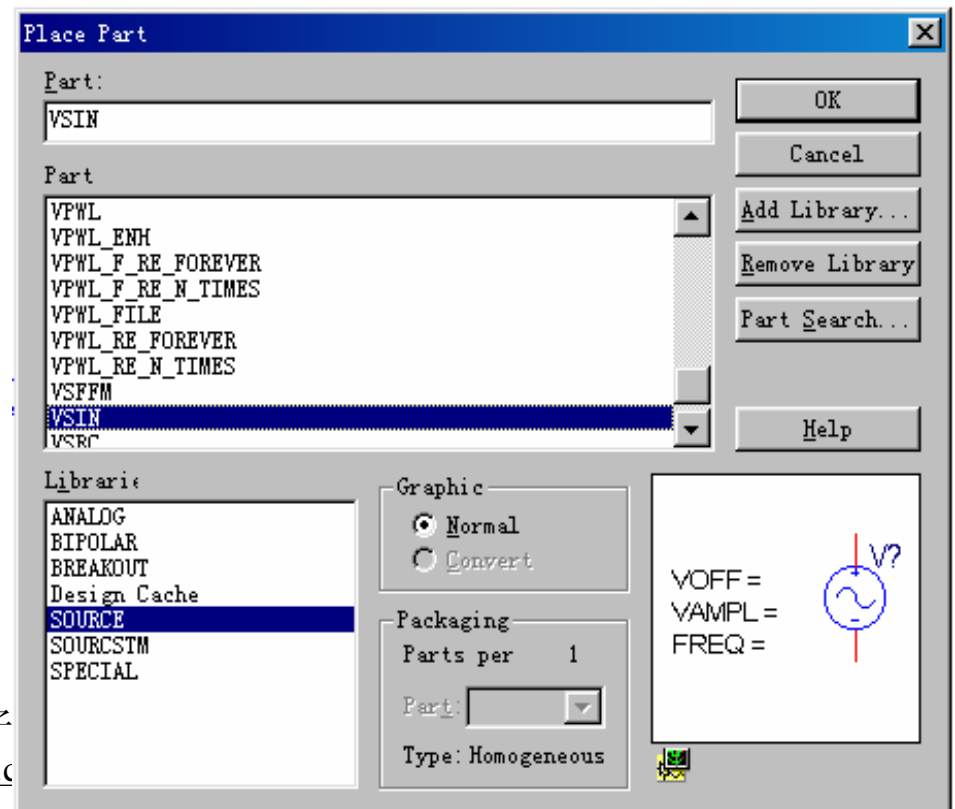 Place Part
Part:
VSIN
OK
Cancel
Part
VPWL
VPWL_ENH
VPWL_F_RE_FOREVER
VPWL_F_RE_N_TIMES
VPWL_FILE
VPWL_RE_FOREVER
VPWL_RE_N_TIMES
VSFFM
VSIN
VSRC
Add Library...
Remove Library
Part Search...
Help
Librarie
ANALOG
BIPOLAR
BREAKOUT
Design Cache
SOURCE
SOURCSTM
SPECIAL
Graphic
Normal
Convert
Packaging
Parts per 1
Part:
Type: Homogeneous
V?
VOFF =
VAMPL =
FREQ =